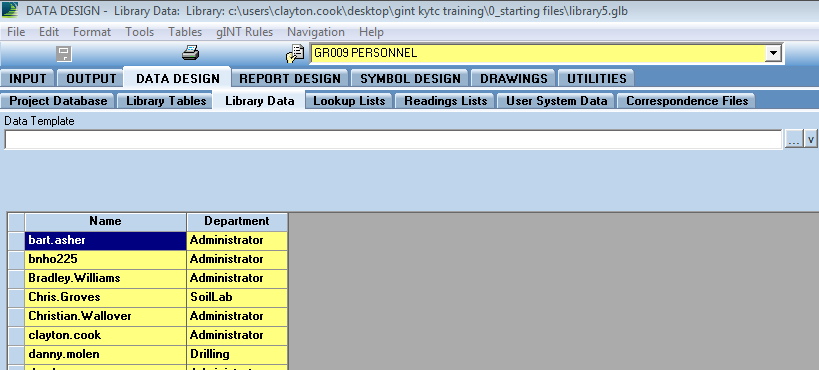 DATA DESIGN - Library Data: Library: c:\users\clayton.cook\desktop\gint kytc training\0_starting files\library5.glb
File Edit Format Tools Tables gINT Rules Navigation Help
GR009 PERSONNEL
INPUT OUTPUT DATA DESIGN REPORT DESIGN SYMBOL DESIGN DRAWINGS UTILITIES
Project Database Library Tables Library Data Lookup Lists Readings Lists User System Data Correspondence Files
Data Template
... v
Name Department
bart.asher Administrator
bnho225 Administrator
Bradley.Williams Administrator
Chris.Groves SoilLab
Christian.Wallover Administrator
clayton.cook Administrator
danny.molen Drilling